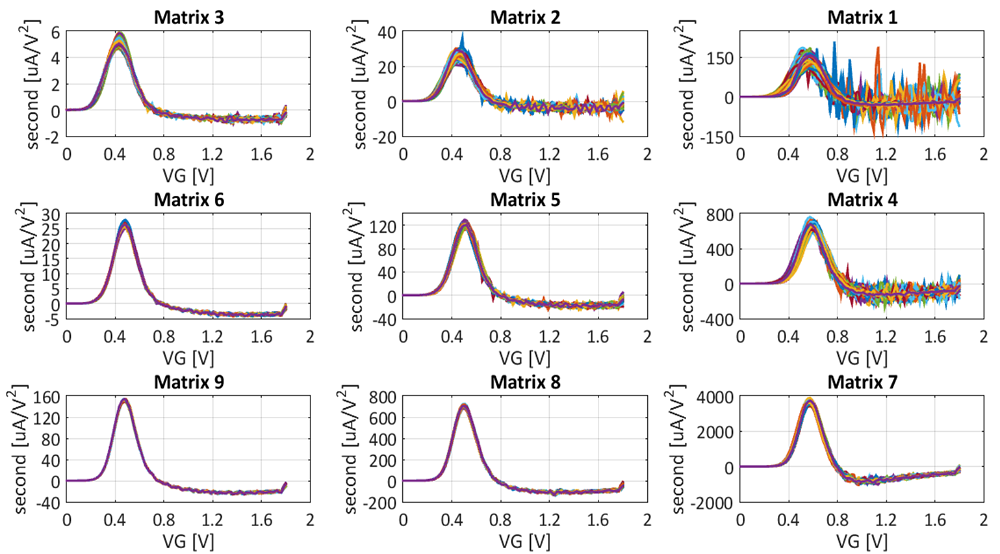 Matrix 3 Matrix 2 Matrix 1
6 40 150
4 20 0
2 0 -150
0 -20
-2
second [uA/V²] second [uA/V²] second [uA/V²]
0 0.4 0.8 1.2 1.6 2 0 0.4 0.8 1.2 1.6 2 0 0.4 0.8 1.2 1.6 2
VG [V] VG [V] VG [V]
Matrix 6 Matrix 5 Matrix 4
30 120 800
25 80 400
20 40 0
15 0 -400
10 -40
5
0
-5
second [uA/V²] second [uA/V²] second [uA/V²]
0 0.4 0.8 1.2 1.6 2 0 0.4 0.8 1.2 1.6 2 0 0.4 0.8 1.2 1.6 2
VG [V] VG [V] VG [V]
Matrix 9 Matrix 8 Matrix 7
160 800 4000
120 600 2000
80 400 0
40 200 -2000
0 0
-40 -200
second [uA/V²] second [uA/V²] second [uA/V²]
0 0.4 0.8 1.2 1.6 2 0 0.4 0.8 1.2 1.6 2 0 0.4 0.8 1.2 1.6 2
VG [V] VG [V] VG [V]